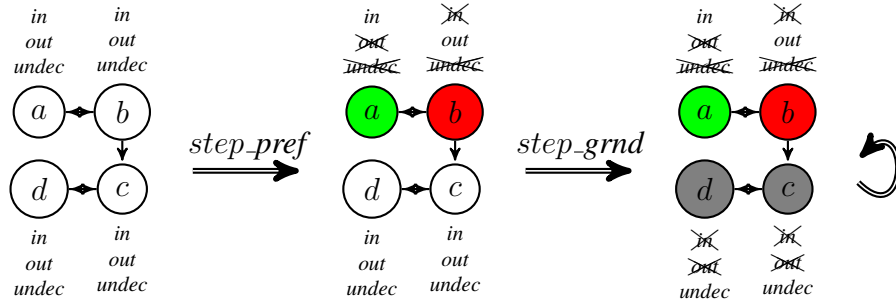 in in in in in in
out out out out out out
undec undec undec undec undec undec
a b a b a b
step_pref step_grnd
d c d c d c
in in in in in in
out out out out out out
undec undec undec undec undec undec